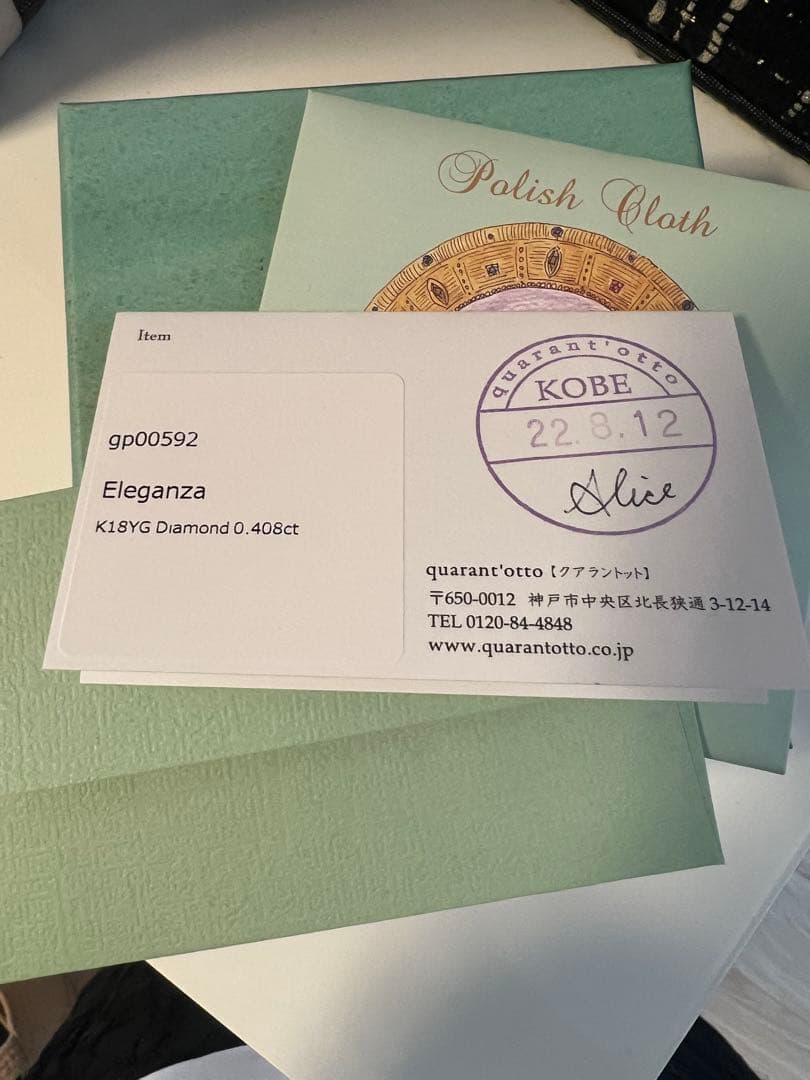 Polish Cloth
Item
gp00592
Eleganza
K18YG Diamond 0.408ct
quarant'otto
KOBE
22.8.12
Alice
quarant'otto【クアラントット】
〒650-0012 神戸市中央区北長狭通3-12-14
TEL 0120-84-4848
www.quarantotto.co.jp